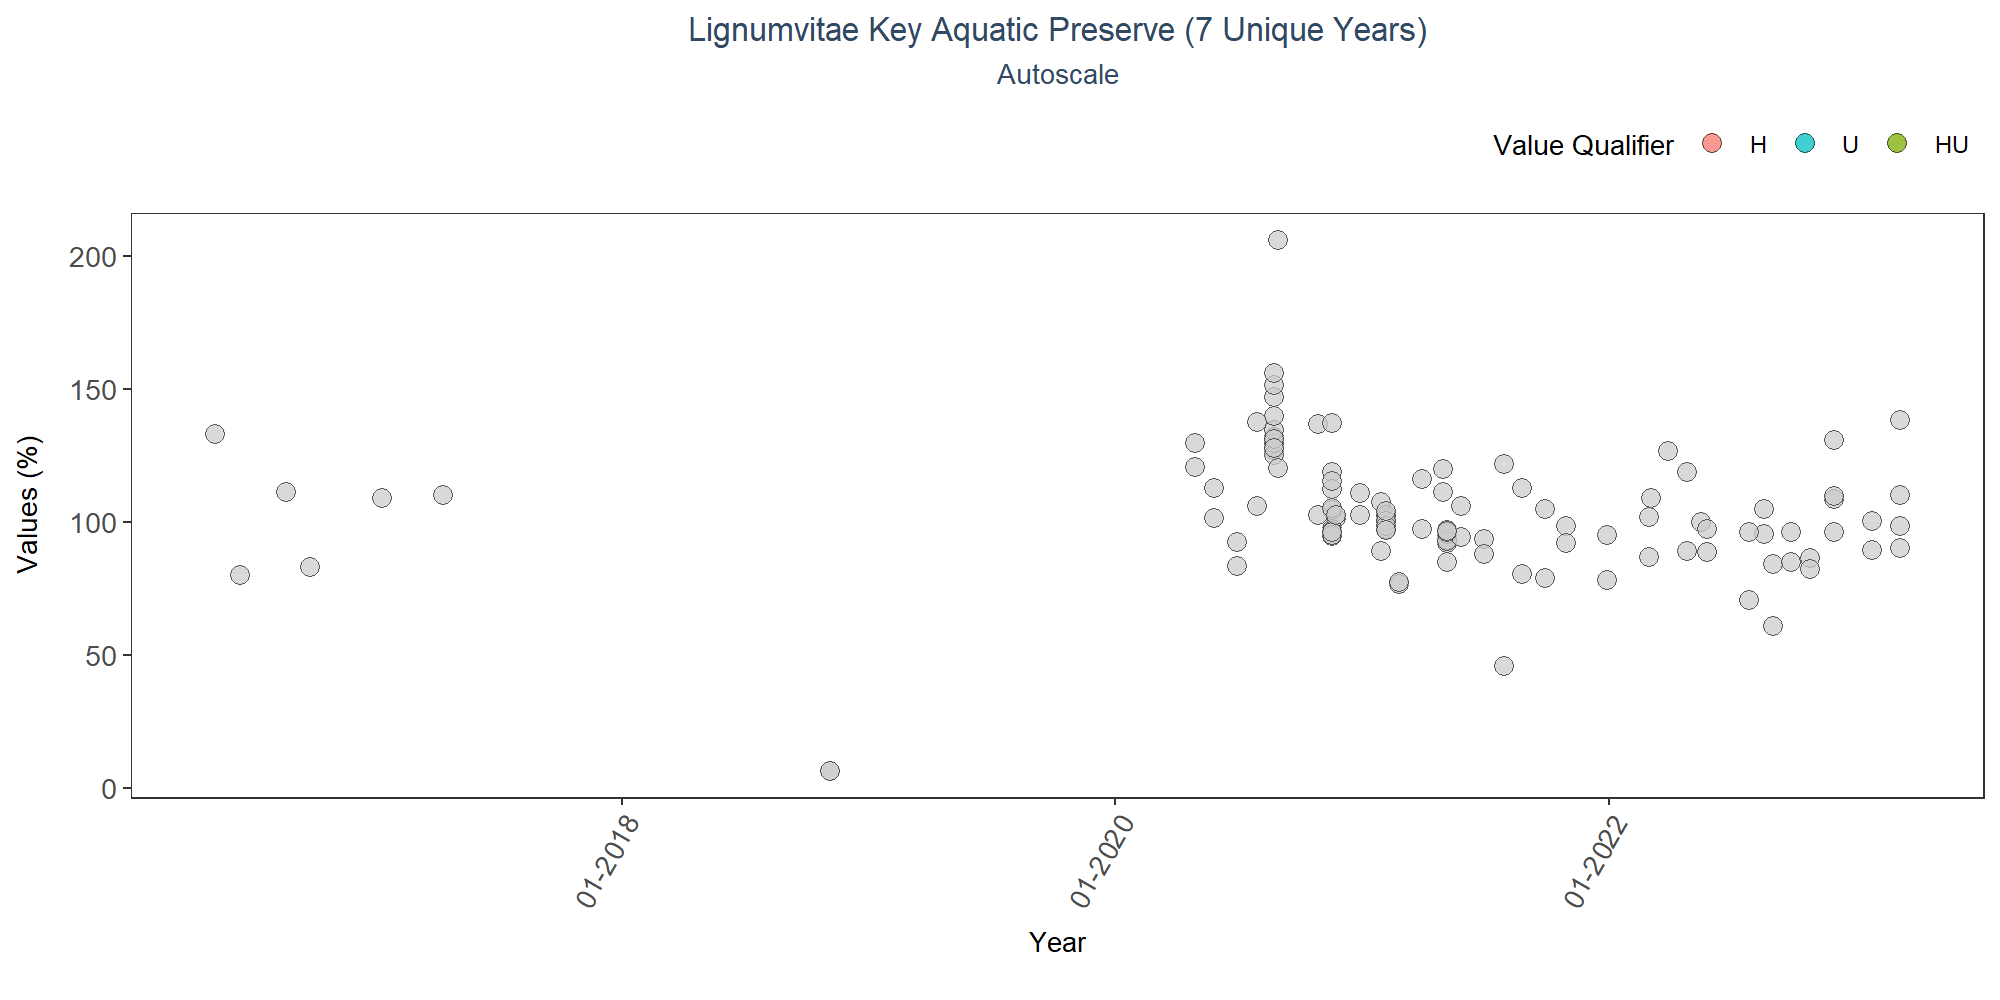 Lignumvitae Key Aquatic Preserve (7 Unique Years)
Autoscale
Value Qualifier H U HU
Values (%)
200
150
100
50
0
01-2018 01-2020 01-2022
Year